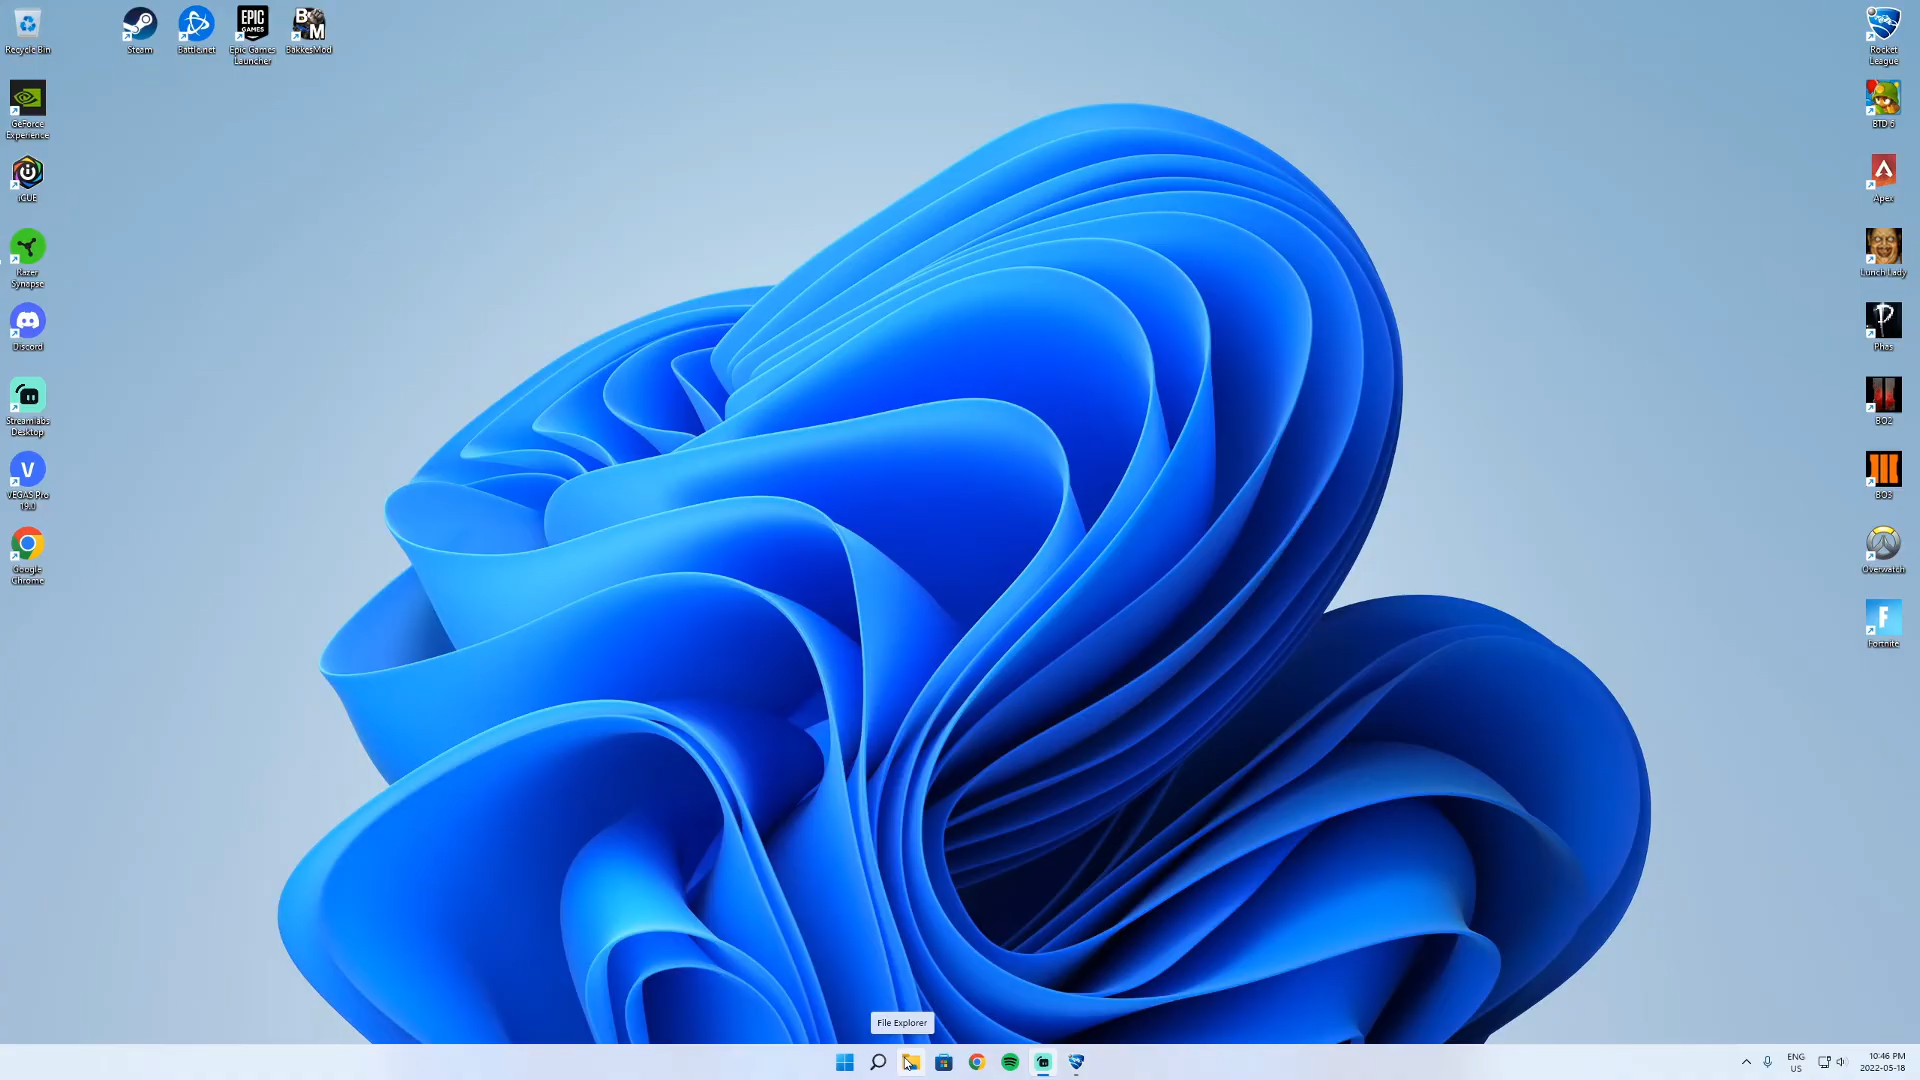 Recycle Bin
Steam
Battle.net
Epic Games
Launcher
BakkesMod
EPIC
GAMES
B
M
GeForce
Experience
iCUE
Razer
Synapse
Discord
Streamlabs
Desktop
V
VEGAS Pro
19.0
Google
Chrome
Rocket
League
BTD 6
Apex
Lunch Lady
Phas
BO2
BO3
Overwatch
F
Fortnite
File Explorer
ENG
US
10:46 PM
2022-05-18